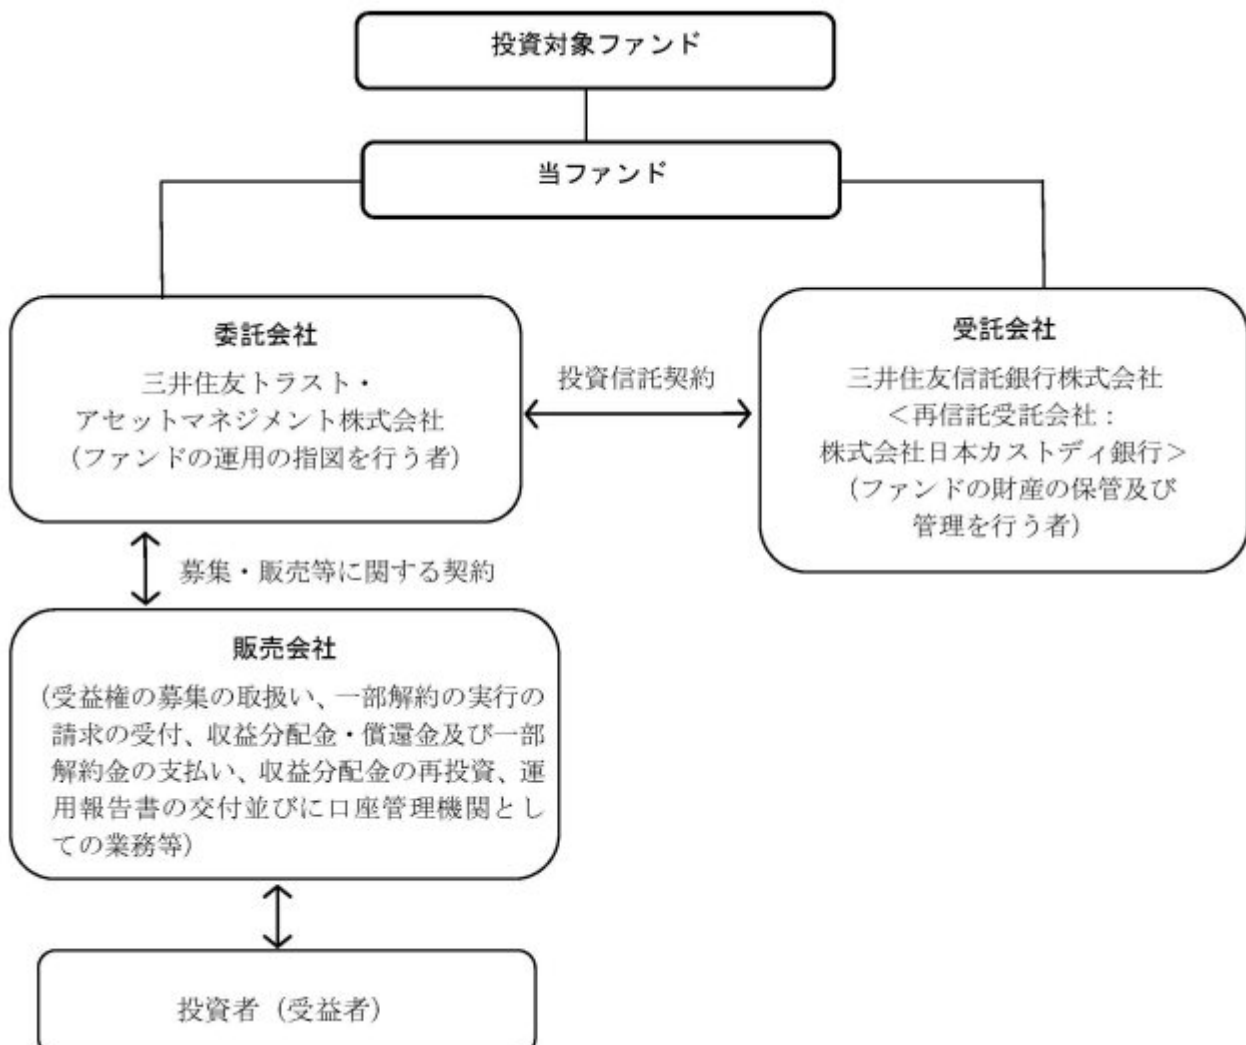 投資対象ファンド
当ファンド
委託会社
三井住友トラスト・
アセットマネジメント株式会社
(ファンドの運用の指図を行う者)
投資信託契約
受託会社
三井住友信託銀行株式会社
＜再信託受託会社：
株式会社日本カストディ銀行＞
(ファンドの財産の保管及び
管理を行う者)
募集・販売等に関する契約
販売会社
(受益権の募集の取扱い、一部解約の実行の
請求の受付、収益分配金・償還金及び一部
解約金の支払い、収益分配金の再投資、運
用報告書の交付並びに口座管理機関とし
ての業務等)
投資者 (受益者)